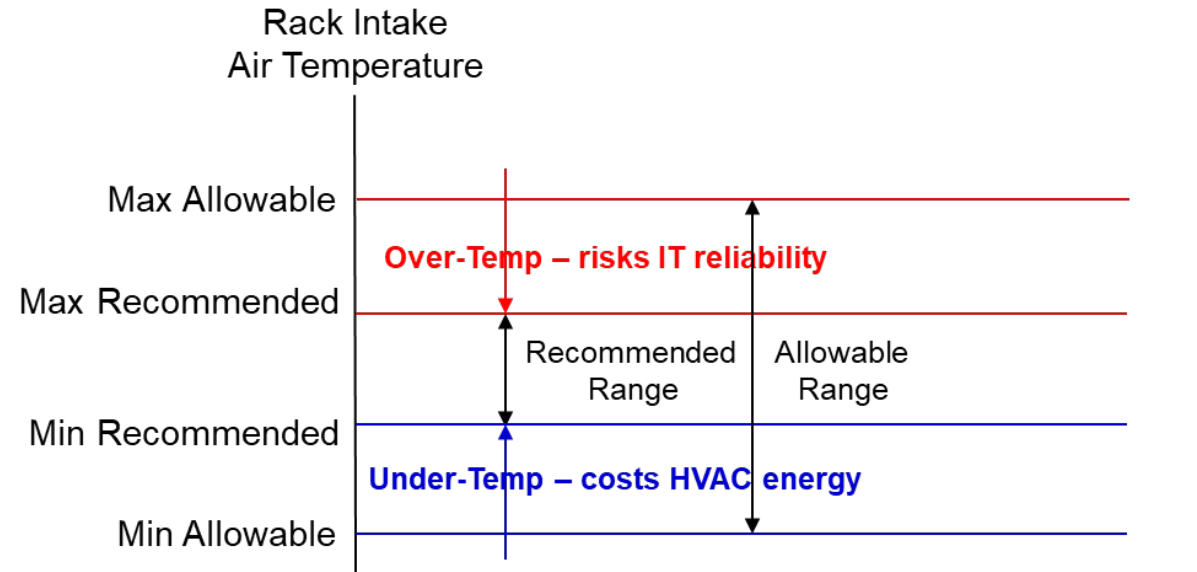 Rack Intake
Air Temperature
Max Allowable
Over-Temp – risks IT reliability
Max Recommended
Recommended
Range
Allowable
Range
Min Recommended
Under-Temp – costs HVAC energy
Min Allowable